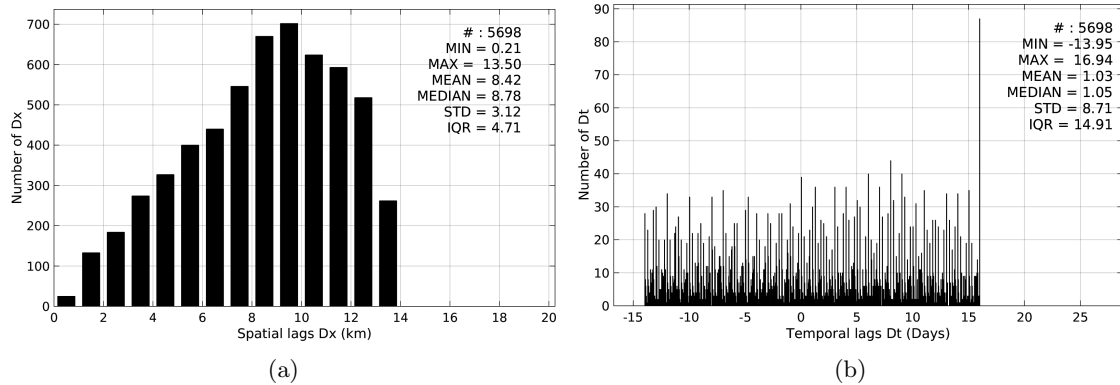 700
600
500
400
300
200
100
0
Number of Dx
# : 5698
MIN = 0.21
MAX = 13.50
MEAN = 8.42
MEDIAN = 8.78
STD = 3.12
IQR = 4.71
0 2 4 6 8 10 12 14 16 18 20
Spatial lags Dx (km)
(a)
90
80
70
60
50
40
30
20
10
0
Number of Dt
# : 5698
MIN = -13.95
MAX = 16.94
MEAN = 1.03
MEDIAN = 1.05
STD = 8.71
IQR = 14.91
-15 -10 -5 0 5 10 15 20 25
Temporal lags Dt (Days)
(b)